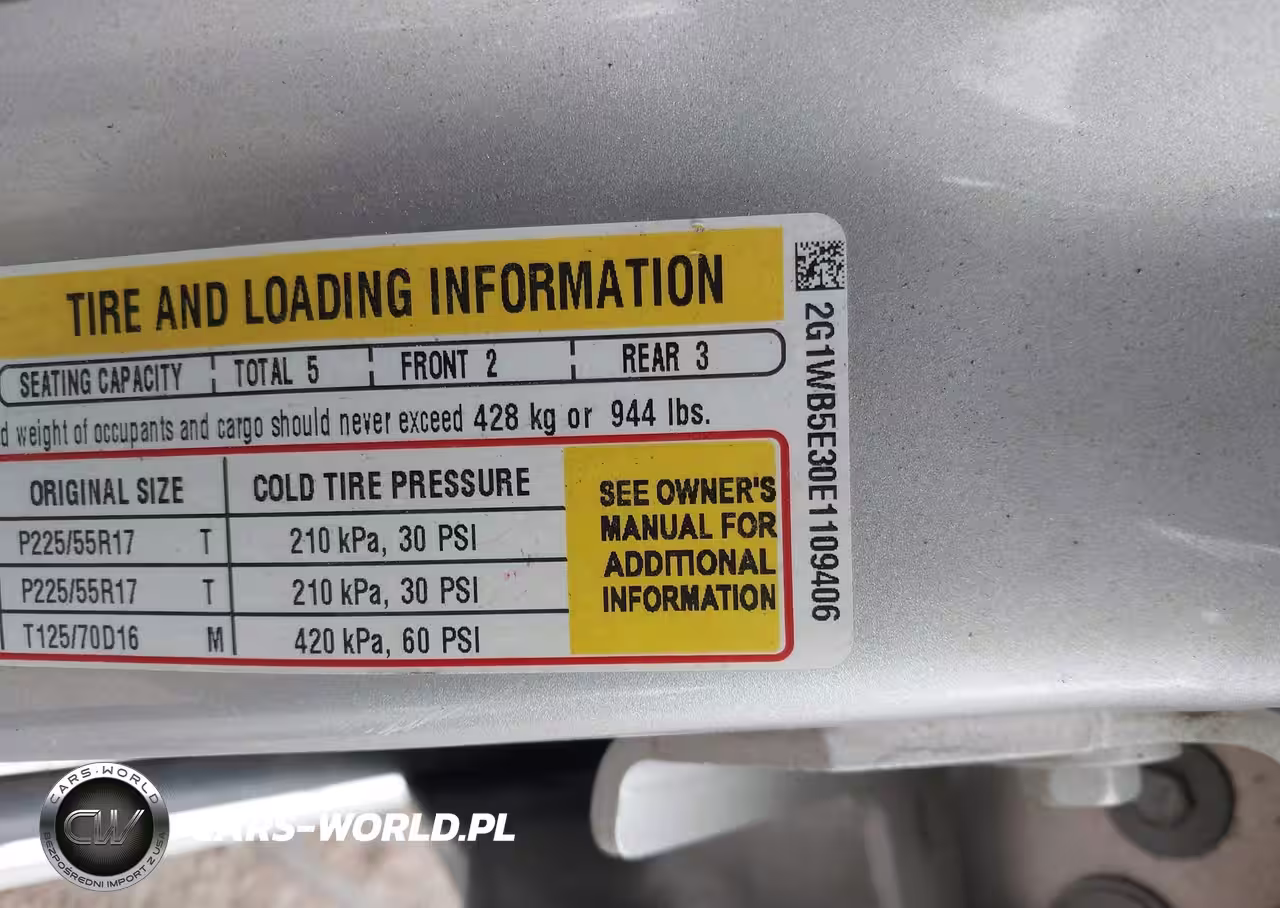 TIRE AND LOADING INFORMATION
SEATING CAPACITY TOTAL 5 FRONT 2 REAR 3
d weight of occupants and cargo should never exceed 428 kg or 944 lbs.
ORIGINAL SIZE COLD TIRE PRESSURE
P225/55R17 T 210 kPa, 30 PSI
P225/55R17 T 210 kPa, 30 PSI
T125/70D16 M 420 kPa, 60 PSI
SEE OWNER'S
MANUAL FOR
ADDITIONAL
INFORMATION
2G1WB5E30E1109406
CARS-WORLD
CW
BEZPOŚREDNI IMPORT Z USA
CARS-WORLD.PL